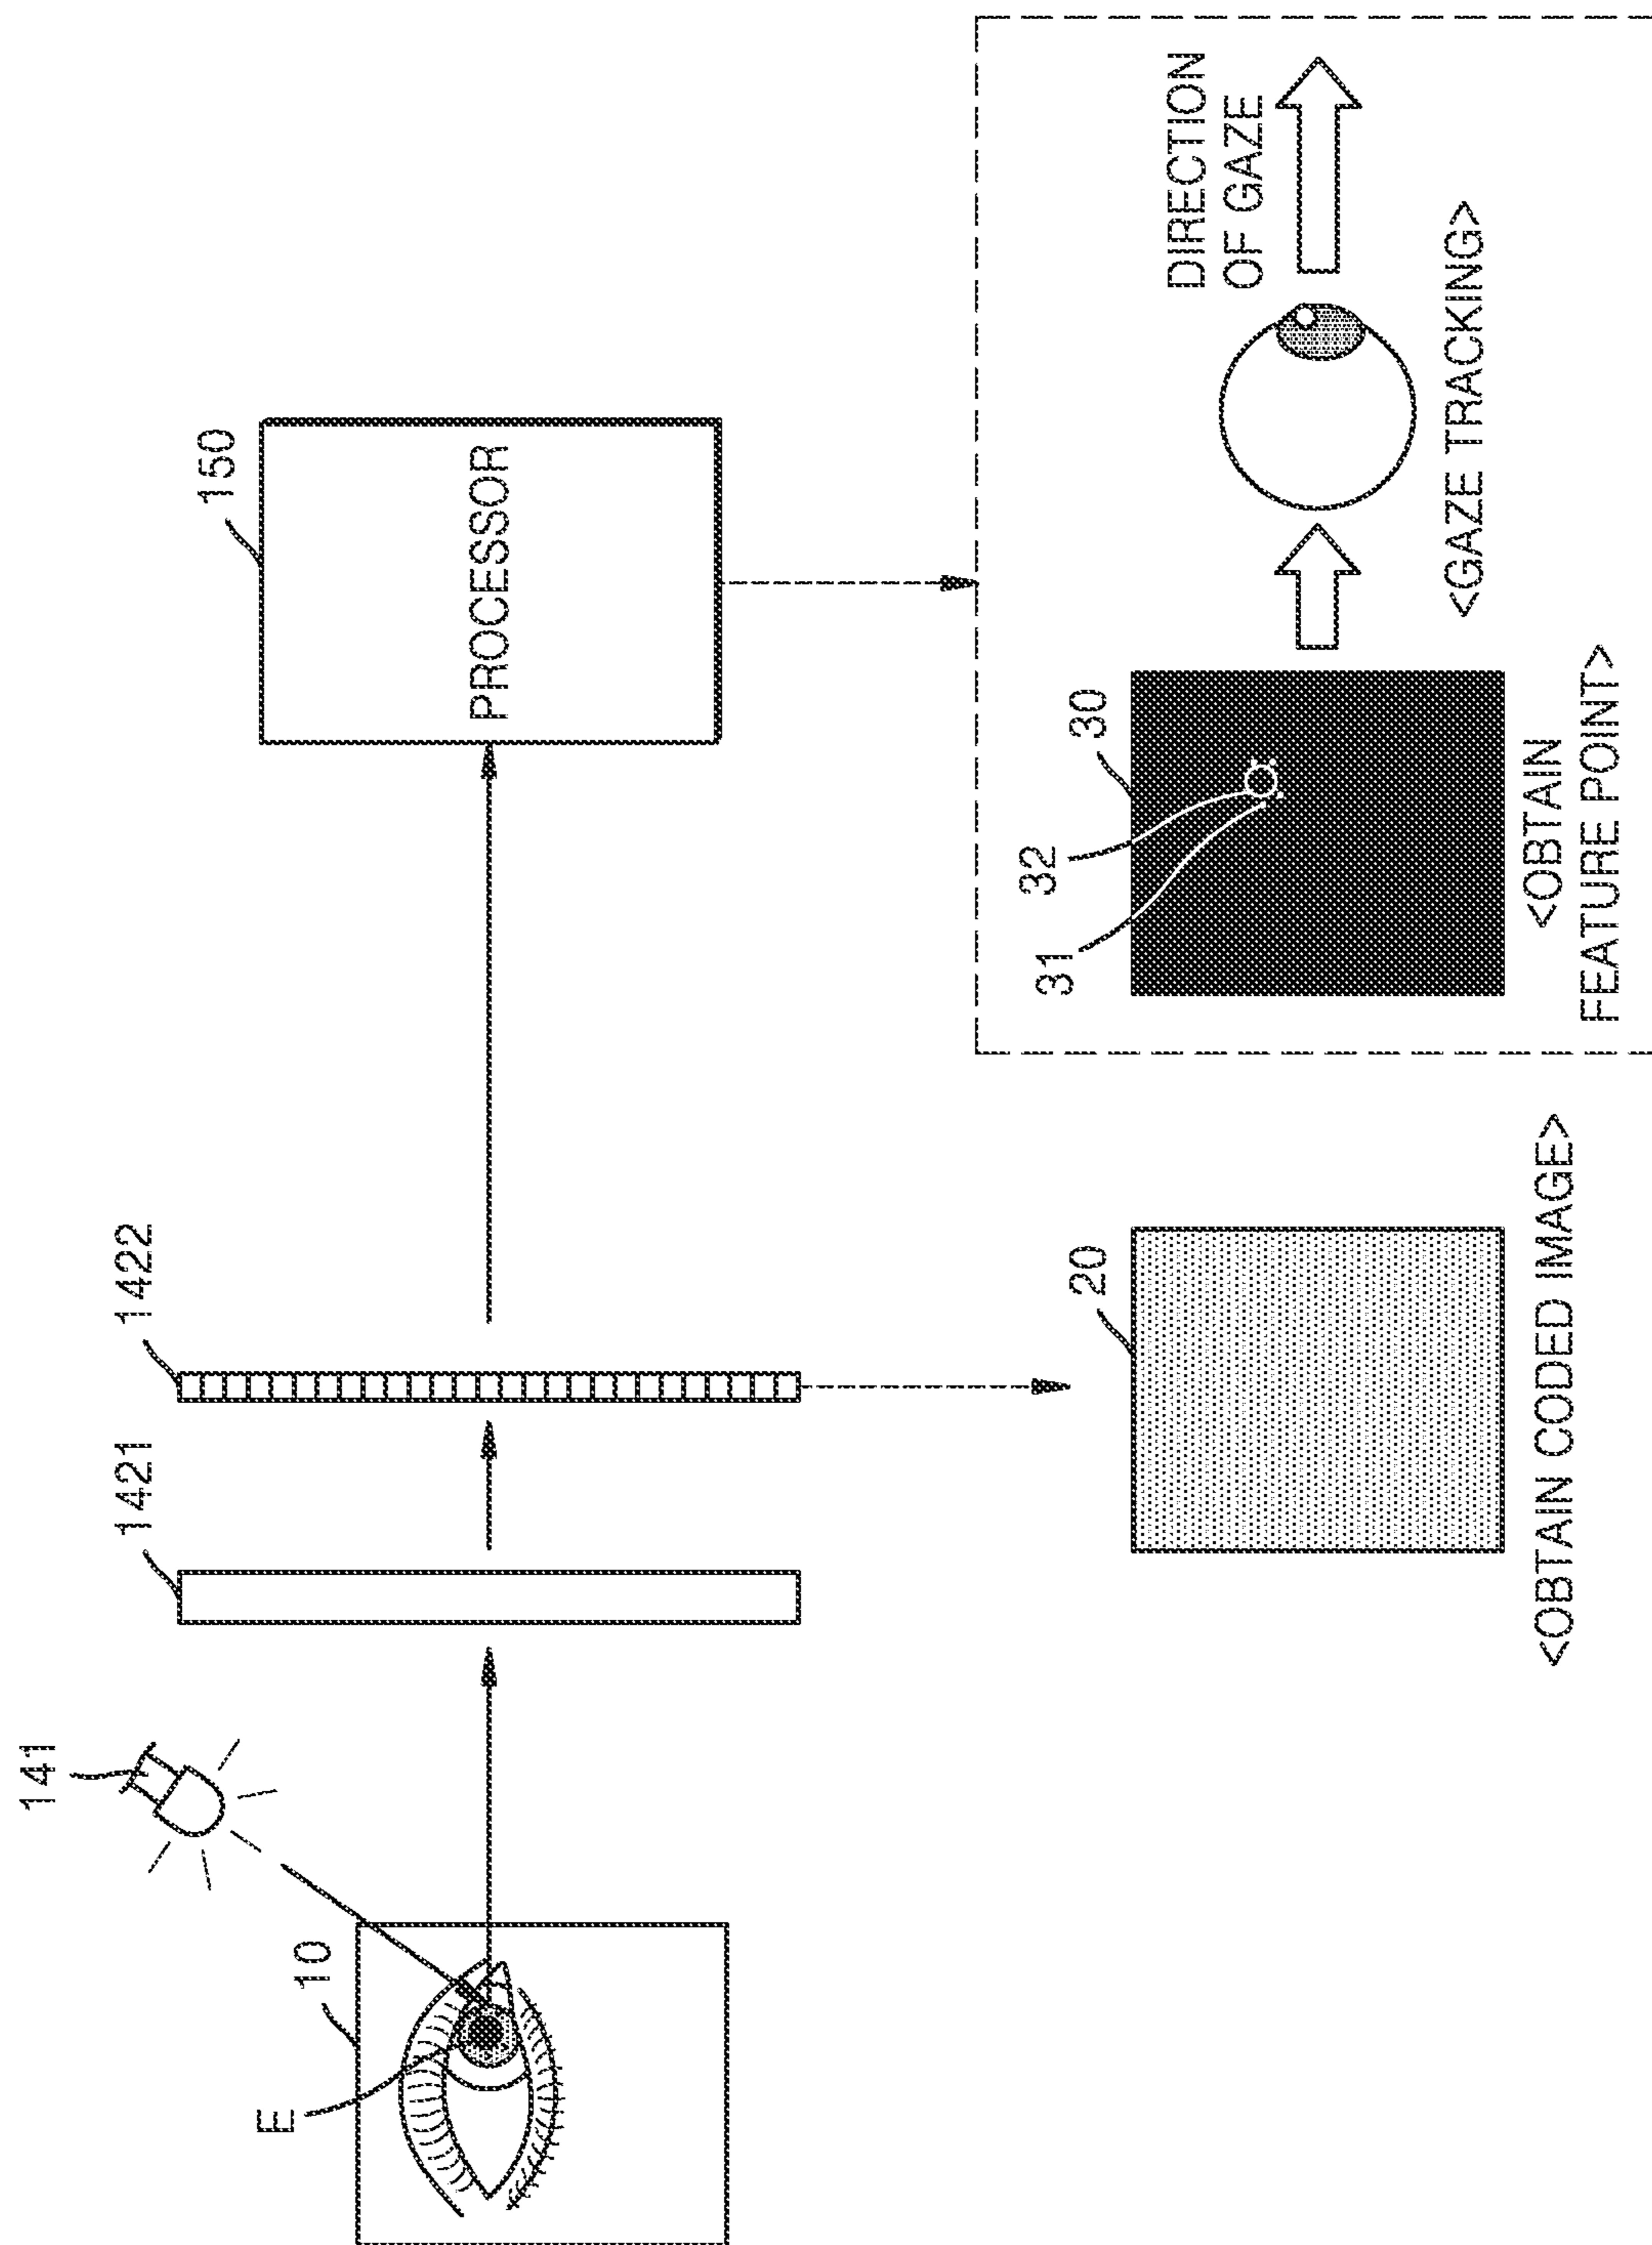 141
10
E
1421
1422
150
PROCESSOR
20
<OBTAIN CODED IMAGE>
31
32
30
<OBTAIN
FEATURE POINT>
DIRECTION
OF GAZE
<GAZE TRACKING>